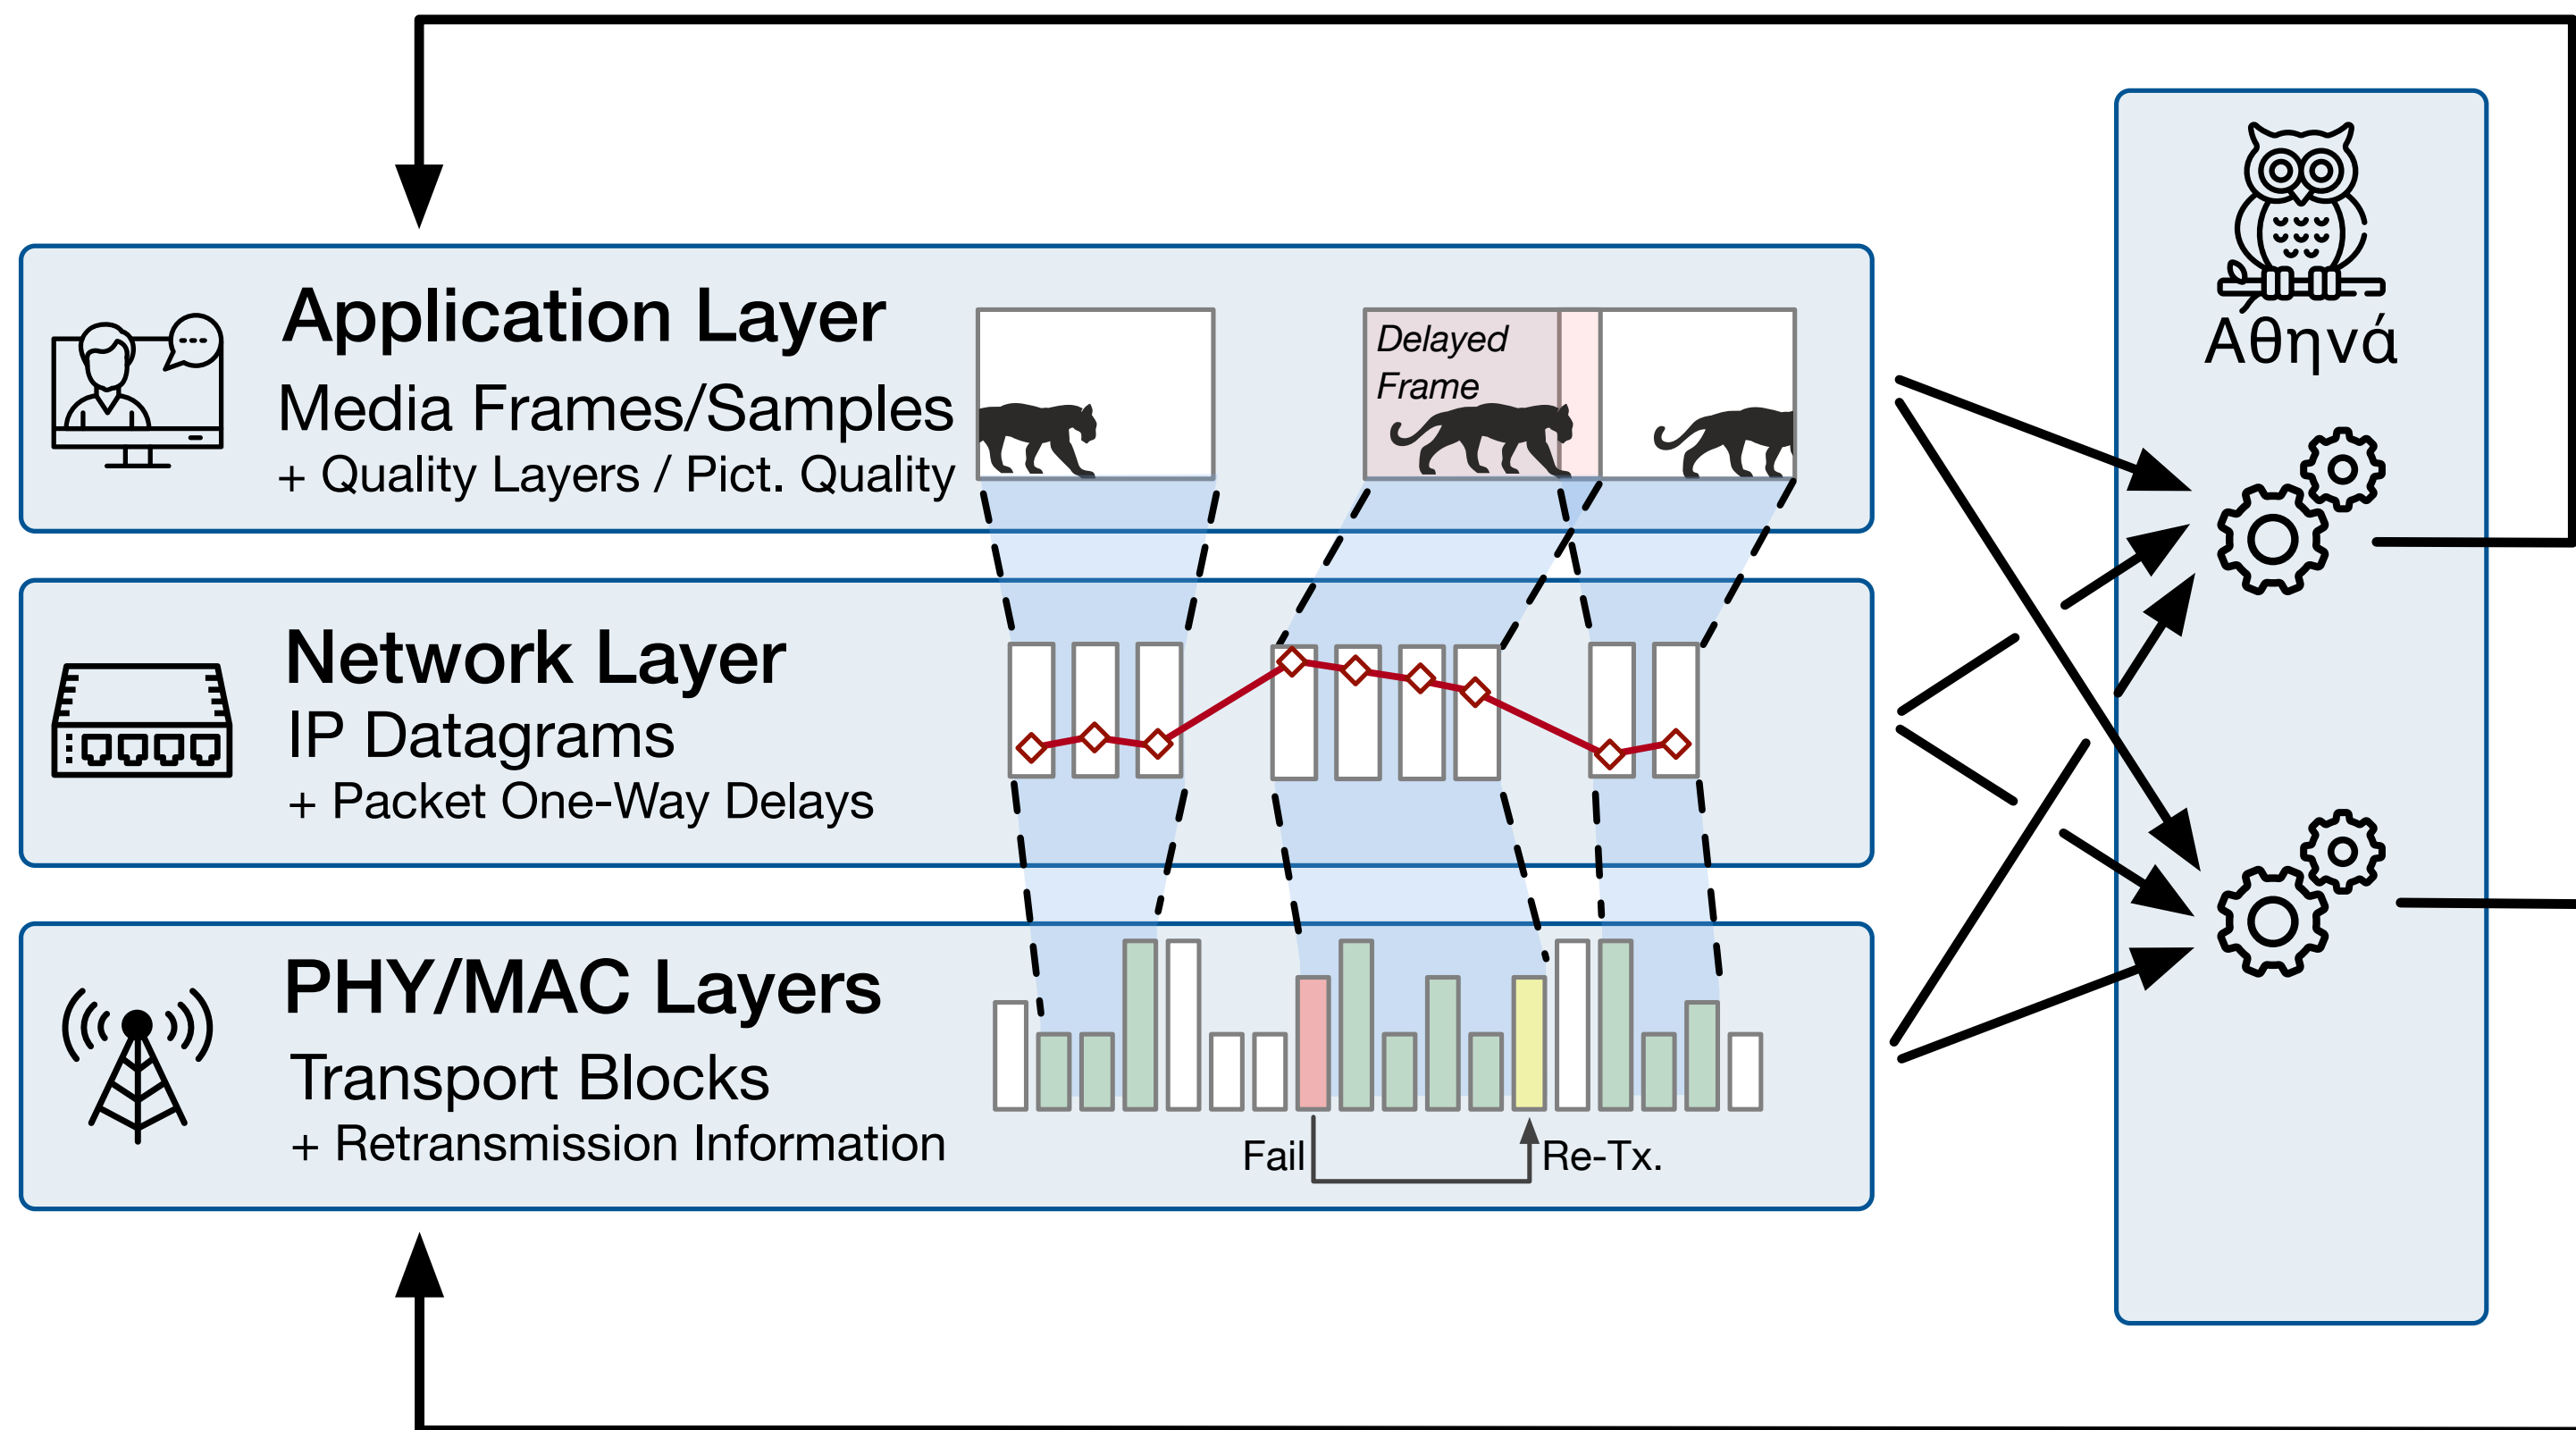 Application Layer
Media Frames/Samples
+ Quality Layers / Pict. Quality
Delayed
Frame
Αθηνά
Network Layer
IP Datagrams
+ Packet One-Way Delays
PHY/MAC Layers
Transport Blocks
+ Retransmission Information
Fail
Re-Tx.